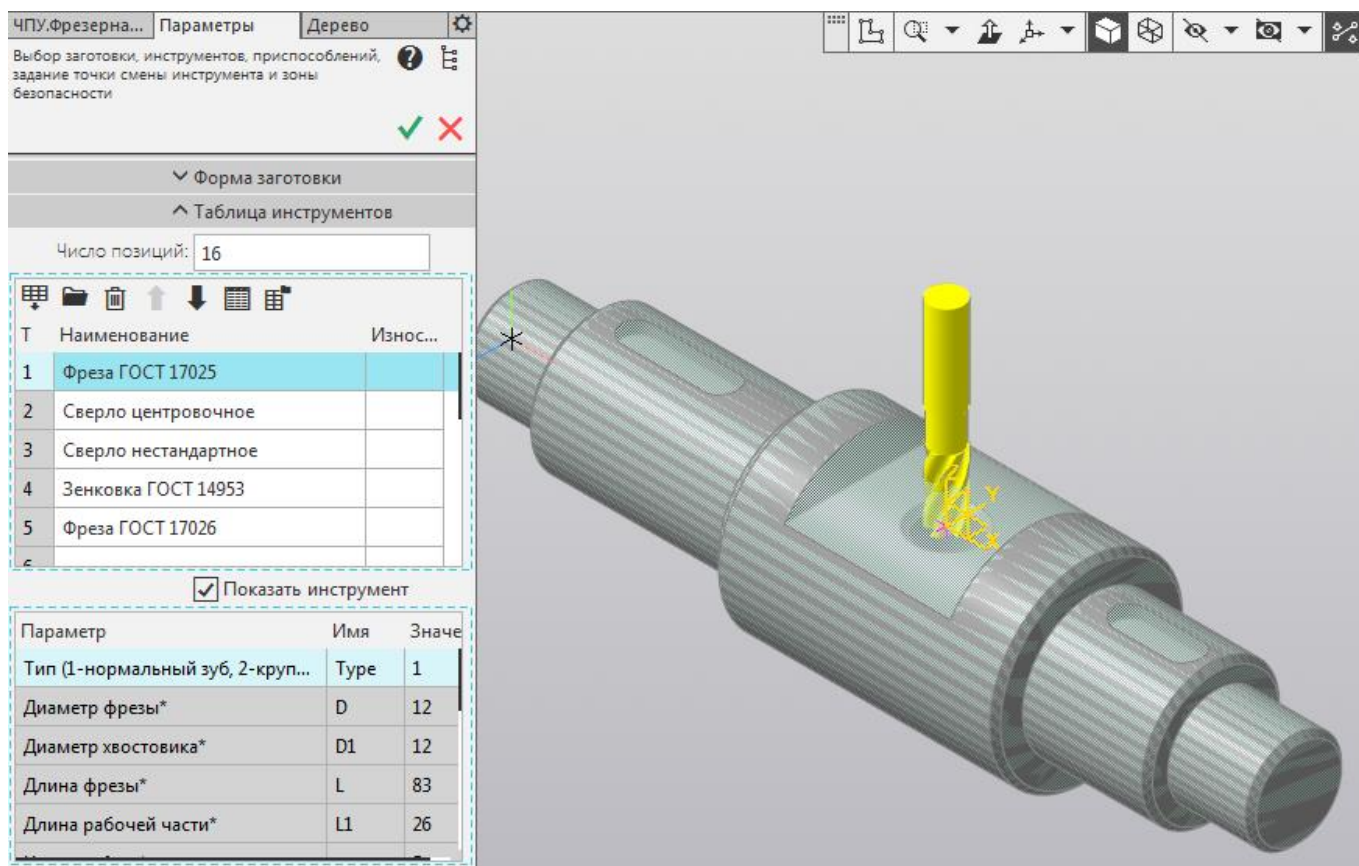 ЧПУ.Фрезерна... Параметры Дерево
Выбор заготовки, инструментов, приспособлений,
задание точки смены инструмента и зоны
безопасности
Форма заготовки
Таблица инструментов
Число позиций: 16
T Наименование Износ...
1 Фреза ГОСТ 17025
2 Сверло центровочное
3 Сверло нестандартное
4 Зенковка ГОСТ 14953
5 Фреза ГОСТ 17026
6
Показать инструмент
Параметр Имя Значе
Тип (1-нормальный зуб, 2-круп... Type 1
Диаметр фрезы* D 12
Диаметр хвостовика* D1 12
Длина фрезы* L 83
Длина рабочей части* L1 26
Y
X